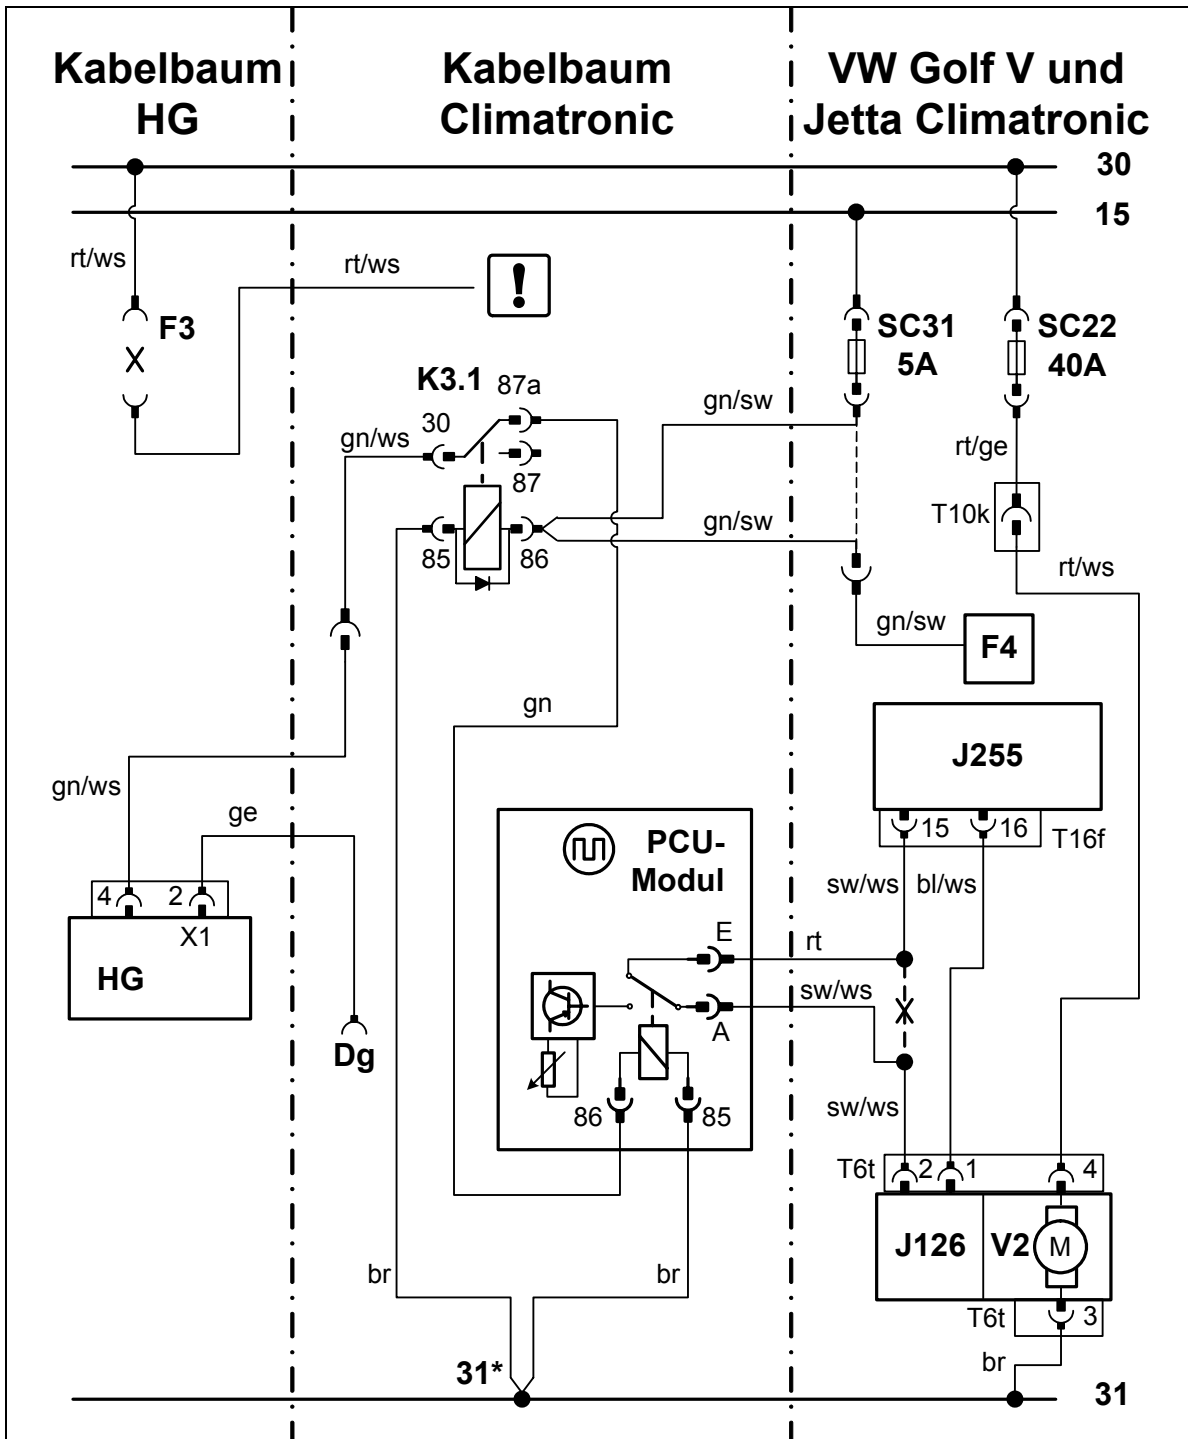 Kabelbaum
HG
Kabelbaum
Climatronic
VW Golf V und
Jetta Climatronic
30
15
rt/ws
rt/ws
!
F3
SC31
5A
SC22
40A
K3.1
87a
gn/sw
30
gn/ws
rt/ge
87
T10k
gn/sw
85
86
rt/ws
gn/sw
F4
gn
J255
gn/ws
ge
15
16
T16f
PCU-
Modul
sw/ws
bl/ws
4
2
X1
E
rt
HG
sw/ws
A
Dg
86
85
sw/ws
T6t
2
1
4
J126
V2
M
br
br
T6t
3
br
31*
31